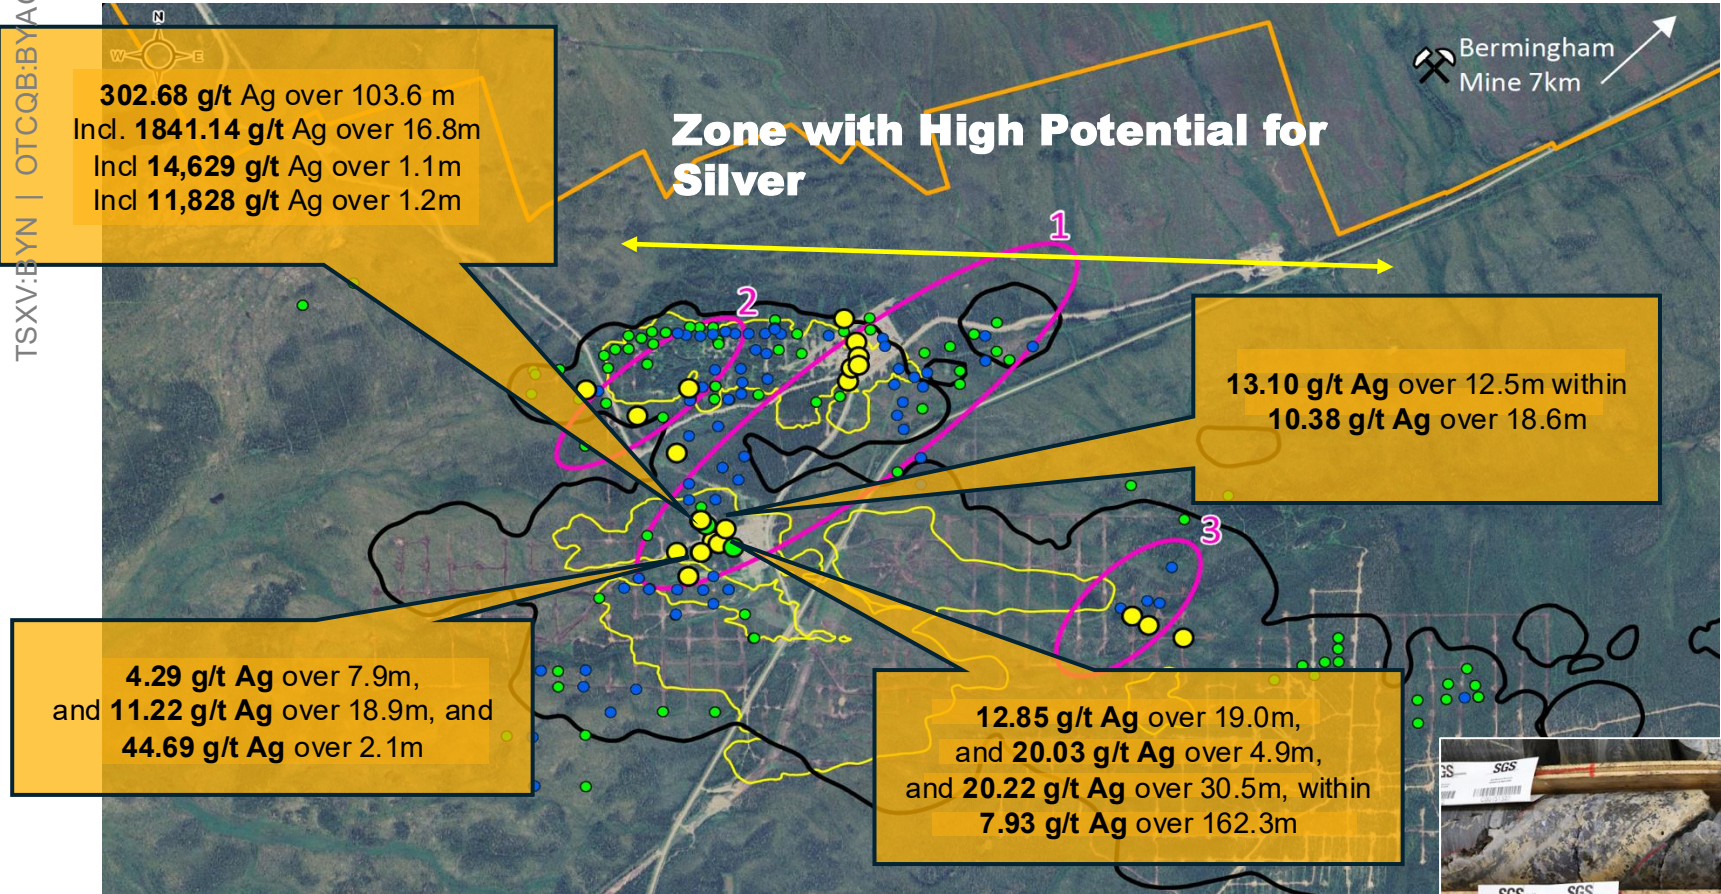 TSXV:BYN | OTCQB:BYAG
N
W E
302.68 g/t Ag over 103.6 m
Incl. 1841.14 g/t Ag over 16.8m
Incl 14,629 g/t Ag over 1.1m
Incl 11,828 g/t Ag over 1.2m
Bermingham
Mine 7km
Zone with High Potential for
Silver
1
2
13.10 g/t Ag over 12.5m within
10.38 g/t Ag over 18.6m
3
4.29 g/t Ag over 7.9m,
and 11.22 g/t Ag over 18.9m, and
44.69 g/t Ag over 2.1m
12.85 g/t Ag over 19.0m,
and 20.03 g/t Ag over 4.9m,
and 20.22 g/t Ag over 30.5m, within
7.93 g/t Ag over 162.3m
GS
SGS
SGS
SGS